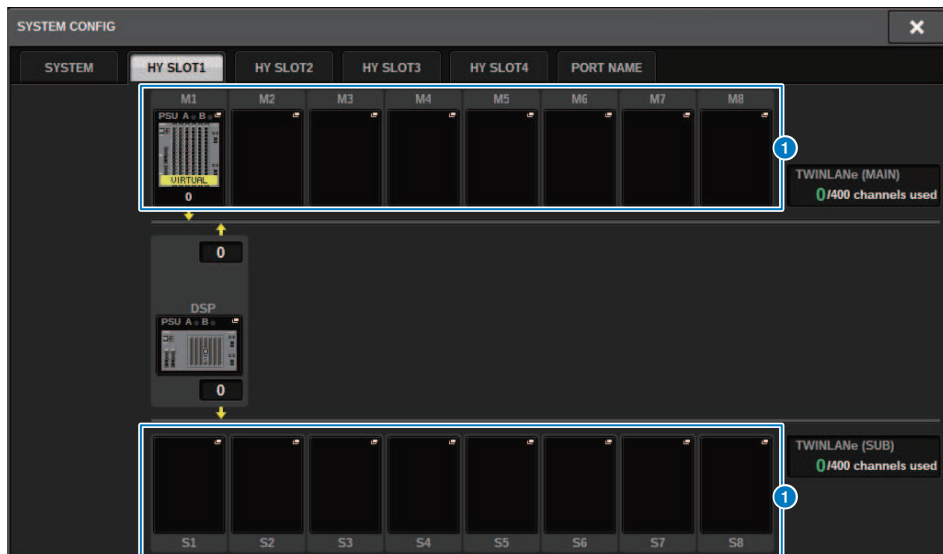 SYSTEM CONFIG
SYSTEM HY SLOT1 HY SLOT2 HY SLOT3 HY SLOT4 PORT NAME
M1 M2 M3 M4 M5 M6 M7 M8
PSU A B
VIRTUAL
0
1
TWINLANe (MAIN)
0/400 channels used
0
DSP
PSU A B
0
TWINLANe (SUB)
0/400 channels used
1
S1 S2 S3 S4 S5 S6 S7 S8